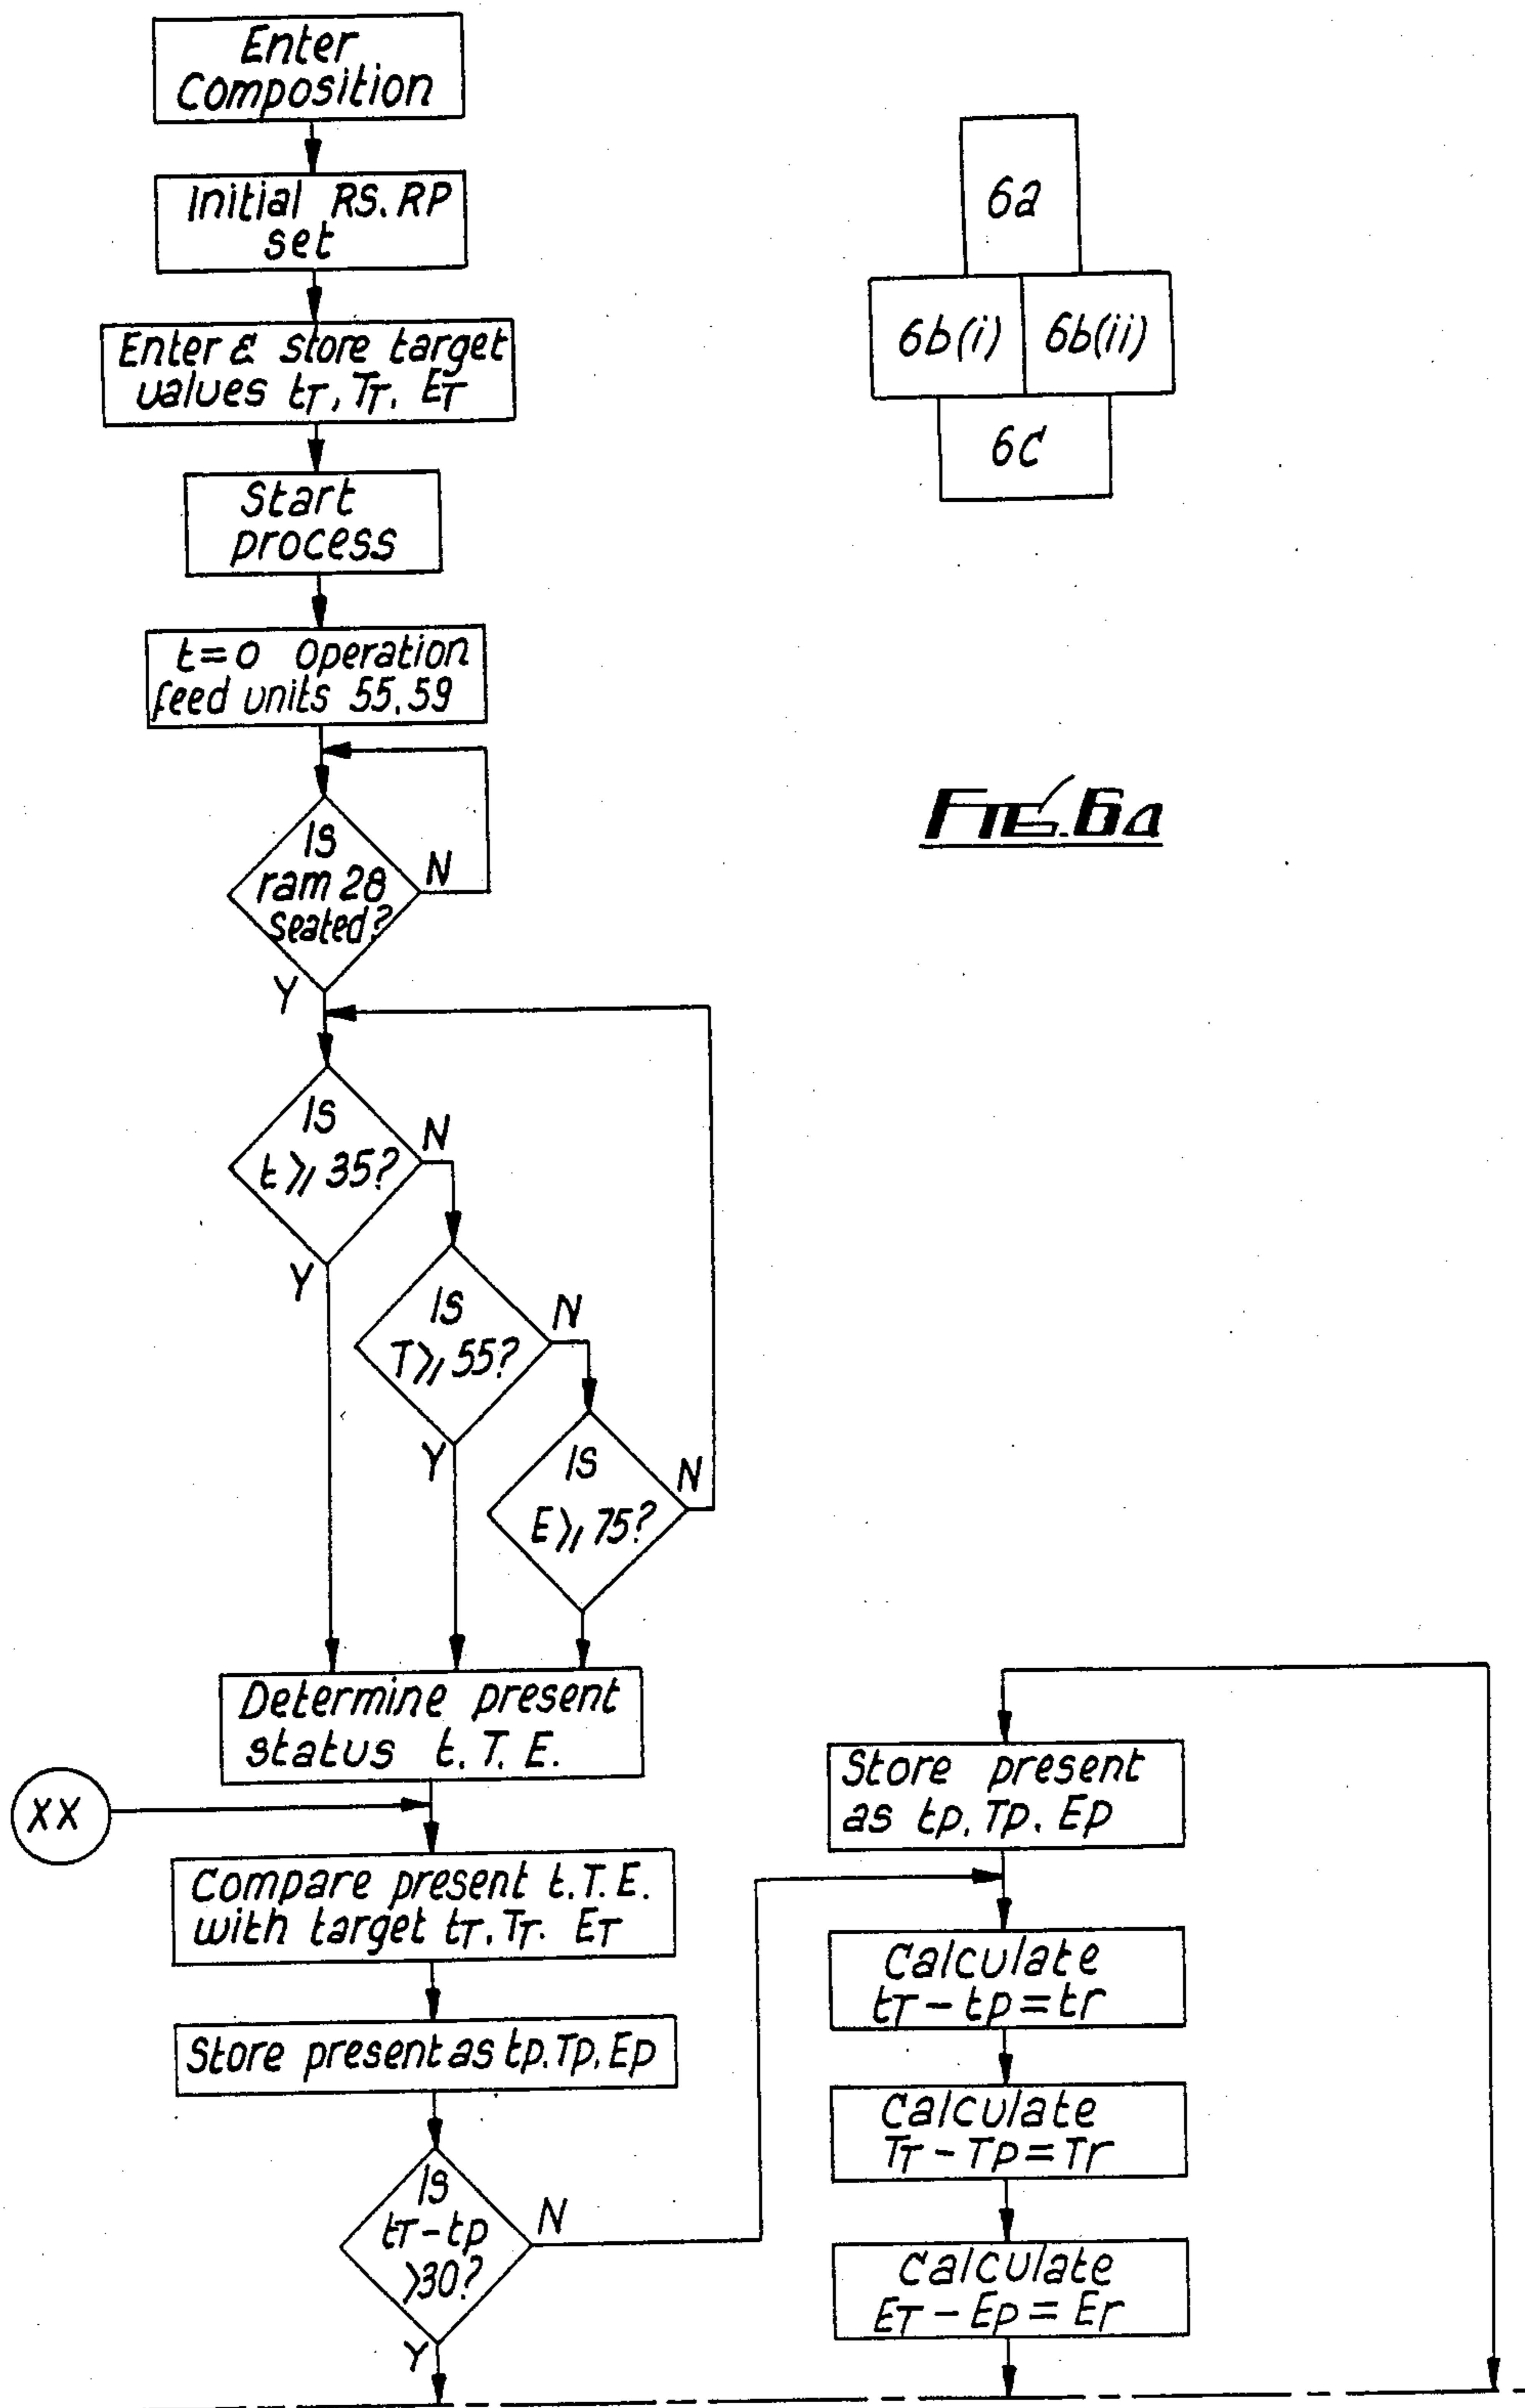 Enter
Composition
Initial RS. RP
set
Enter & store target
values tT, TT. ET
Start
process
t=0 Operation
feed units 55.59
Is
ram 28
seated?
N
Y
Is
t ⩾ 35?
N
Y
Is
T ⩾ 55?
N
Y
Is
E ⩾ 75?
N
Determine present
status t. T. E.
XX
Compare present t.T.E.
with target tT. TT. ET
Store present as tp. Tp. Ep
Is
tT - tp
>30?
N
Y
6a
6b(i)
6b(ii)
6c
FIG. 6a
Store present
as tp. Tp. Ep
Calculate
tT - tp = tr
Calculate
TT - Tp = Tr
Calculate
ET - Ep = Er